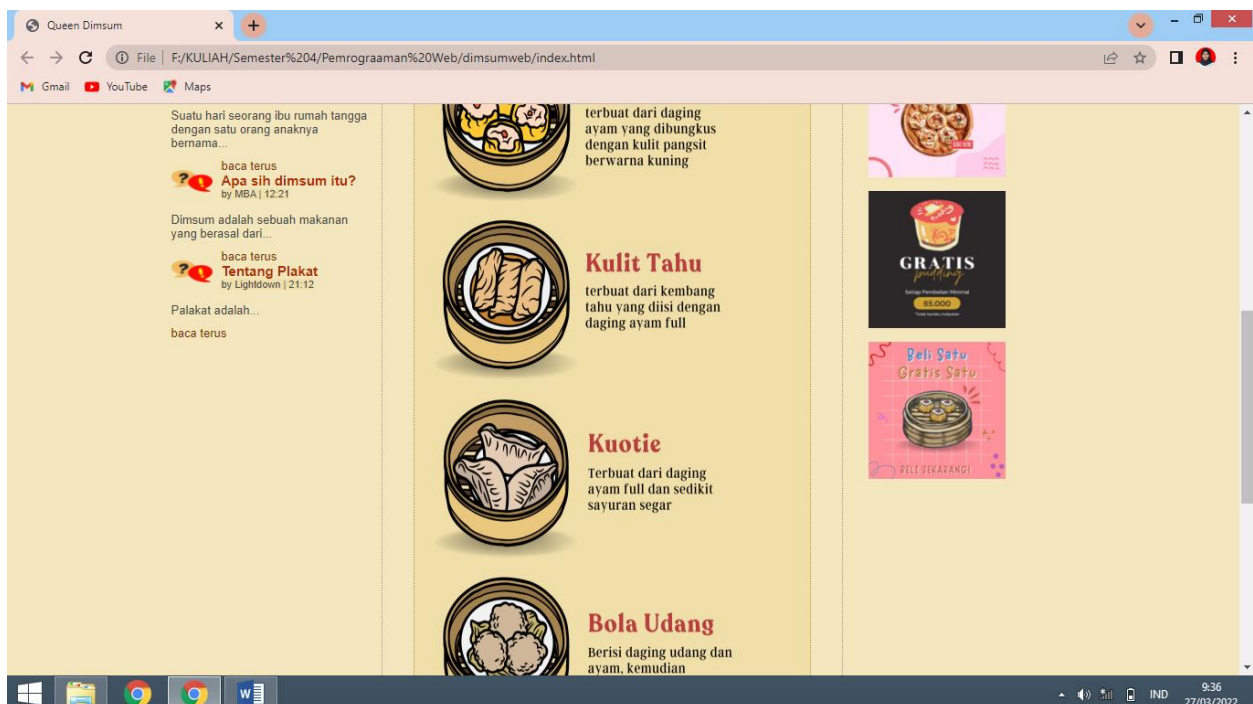 Queen Dimsum
File
F:/KULIAH/Semester%204/Pemrograaman%20Web/dimsumweb/index.html
Gmail
YouTube
Maps
Suatu hari seorang ibu rumah tangga
dengan satu orang anaknya
bernama...
baca terus
Apa sih dimsum itu?
by MBA | 12:21
Dimsum adalah sebuah makanan
yang berasal dari...
baca terus
Tentang Plakat
by Lightdown | 21:12
Palakat adalah...
baca terus
terbuat dari daging
ayam yang dibungkus
dengan kulit pangsit
berwarna kuning
Kulit Tahu
terbuat dari kembang
tahu yang diisi dengan
daging ayam full
Kuotie
Terbuat dari daging
ayam full dan sedikit
sayuran segar
Bola Udang
Berisi daging udang dan
ayam, kemudian
GRATIS
pudding
Setiap Pembelian Minimal
85.000
Beli Satu
Gratis Satu
BELI SEKARANG!
W
IND
9:36
27/03/2022